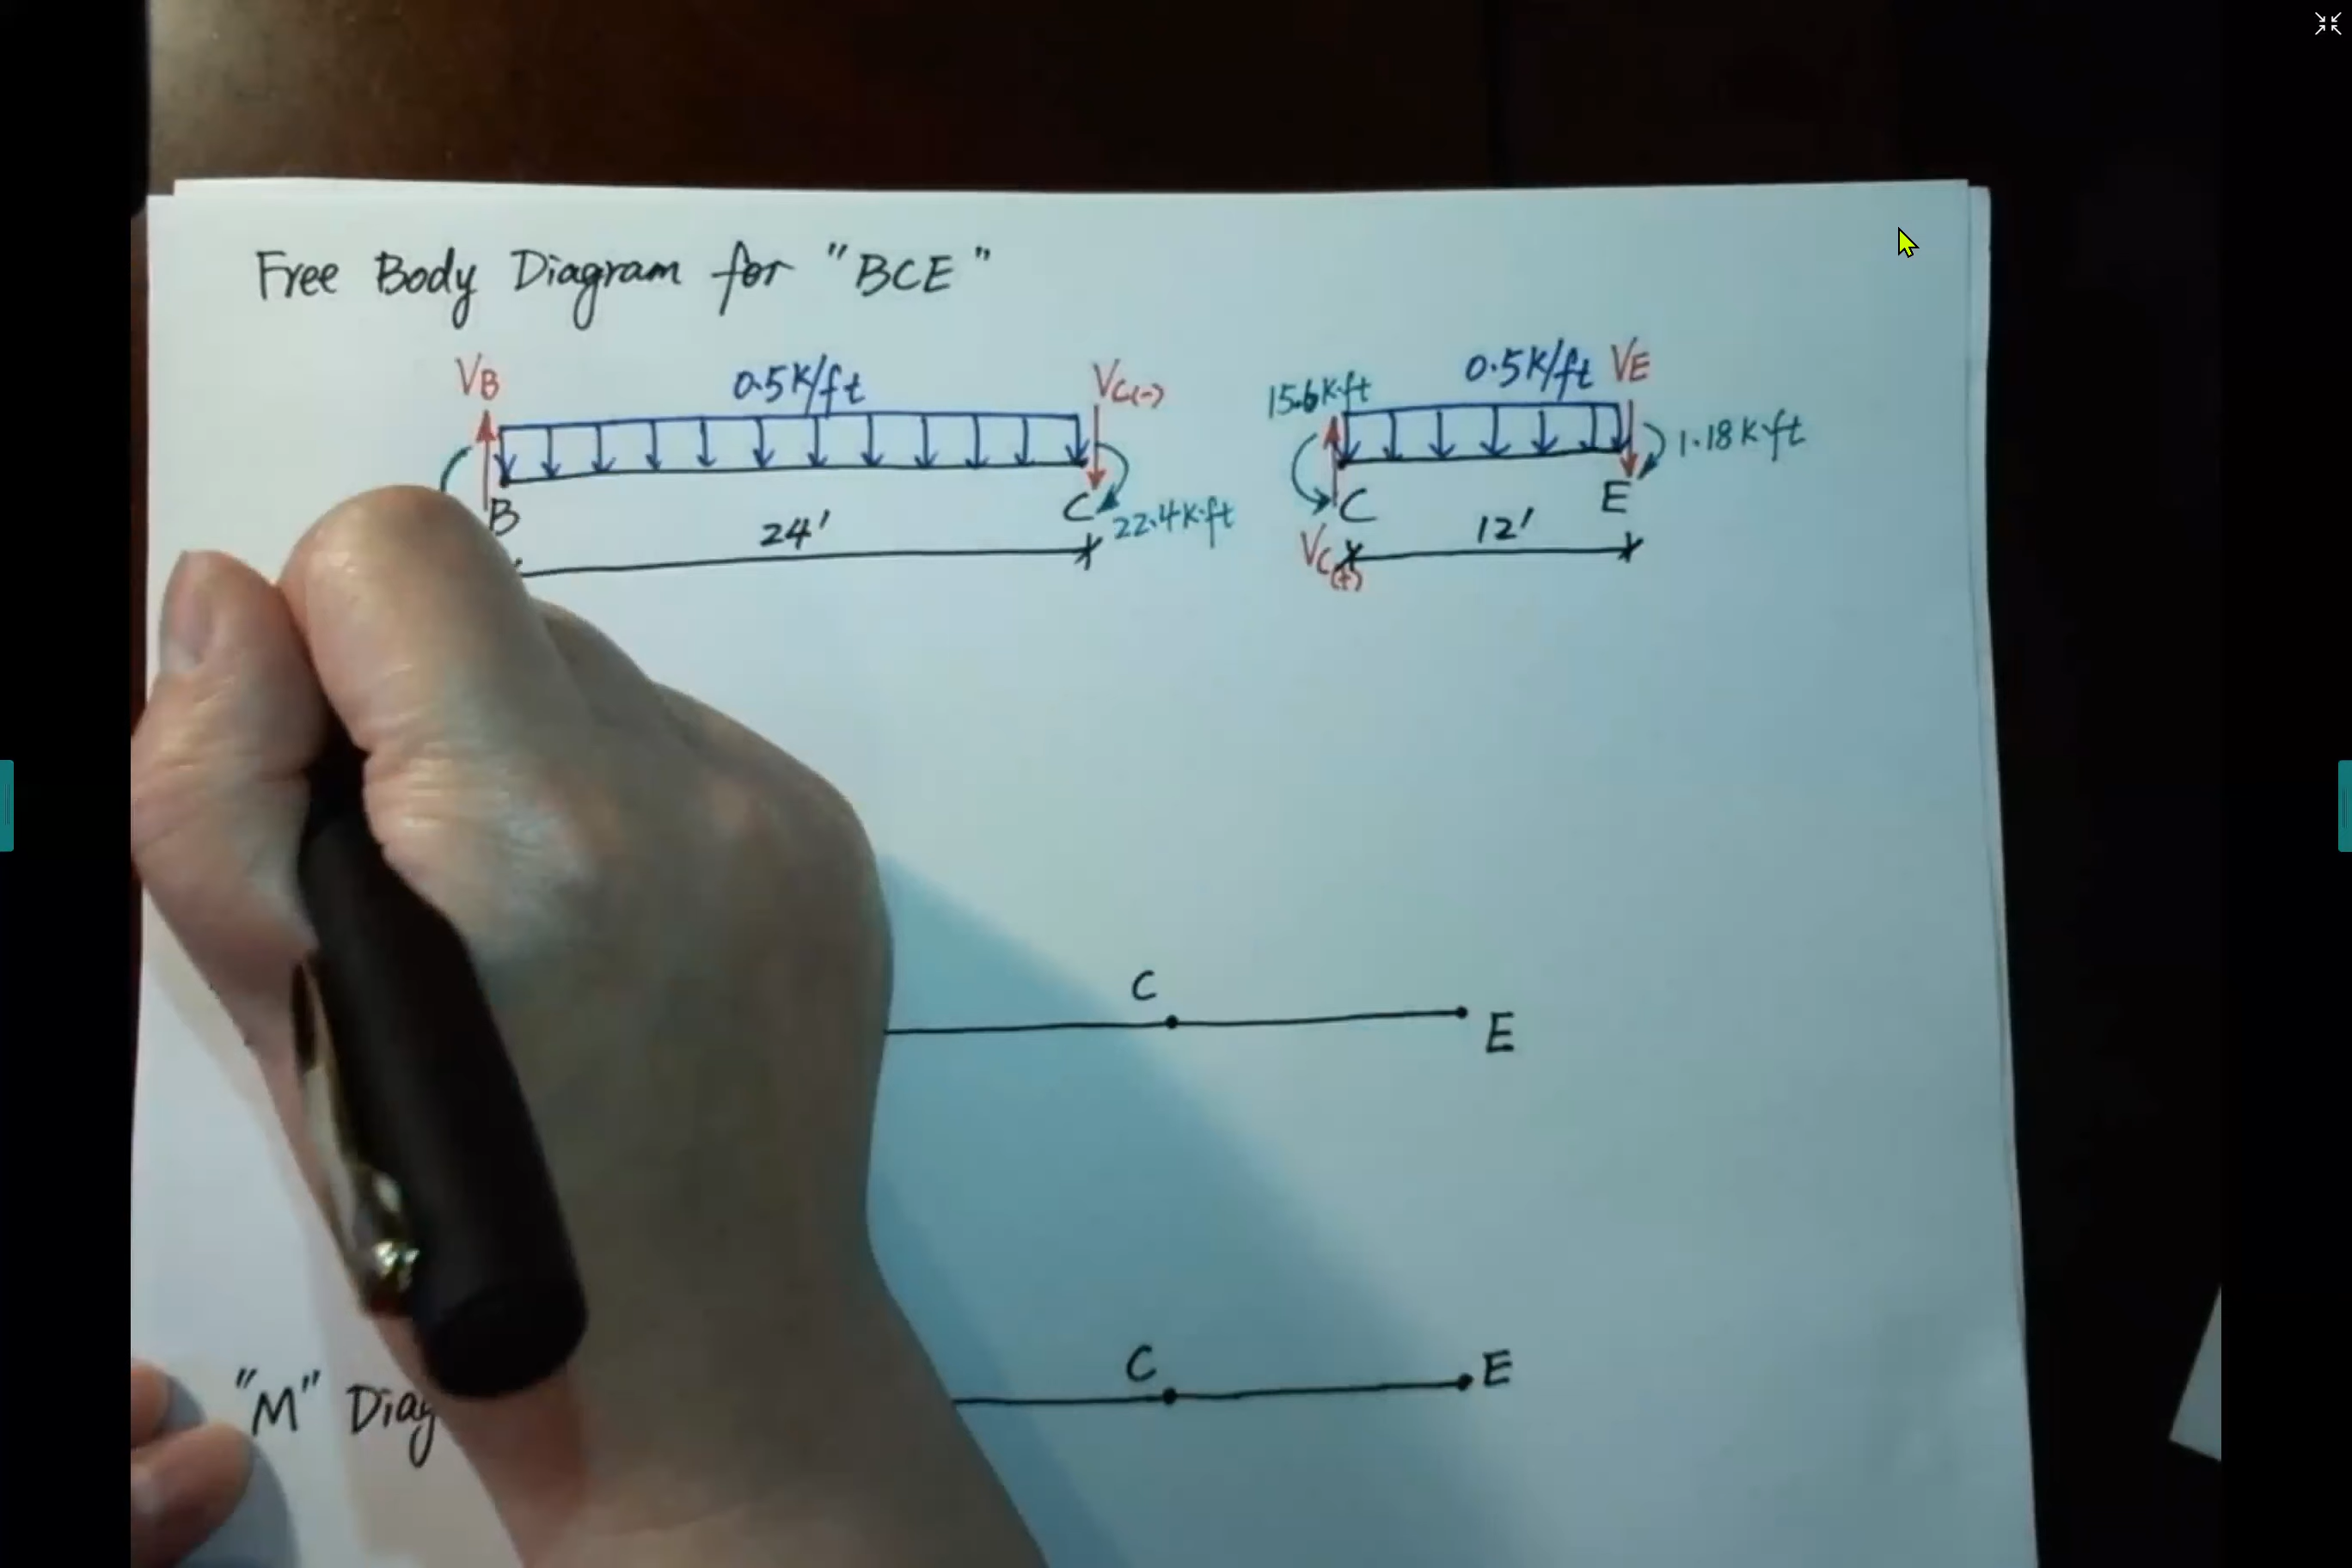 Free Body Diagram for "BCE"
VB 0.5K/ft VC(-) 15.6K·ft 0.5K/ft VE
1.18K·ft
B 24' C 22.4K·ft C 12' E
VC(+)
C E
"M" C E